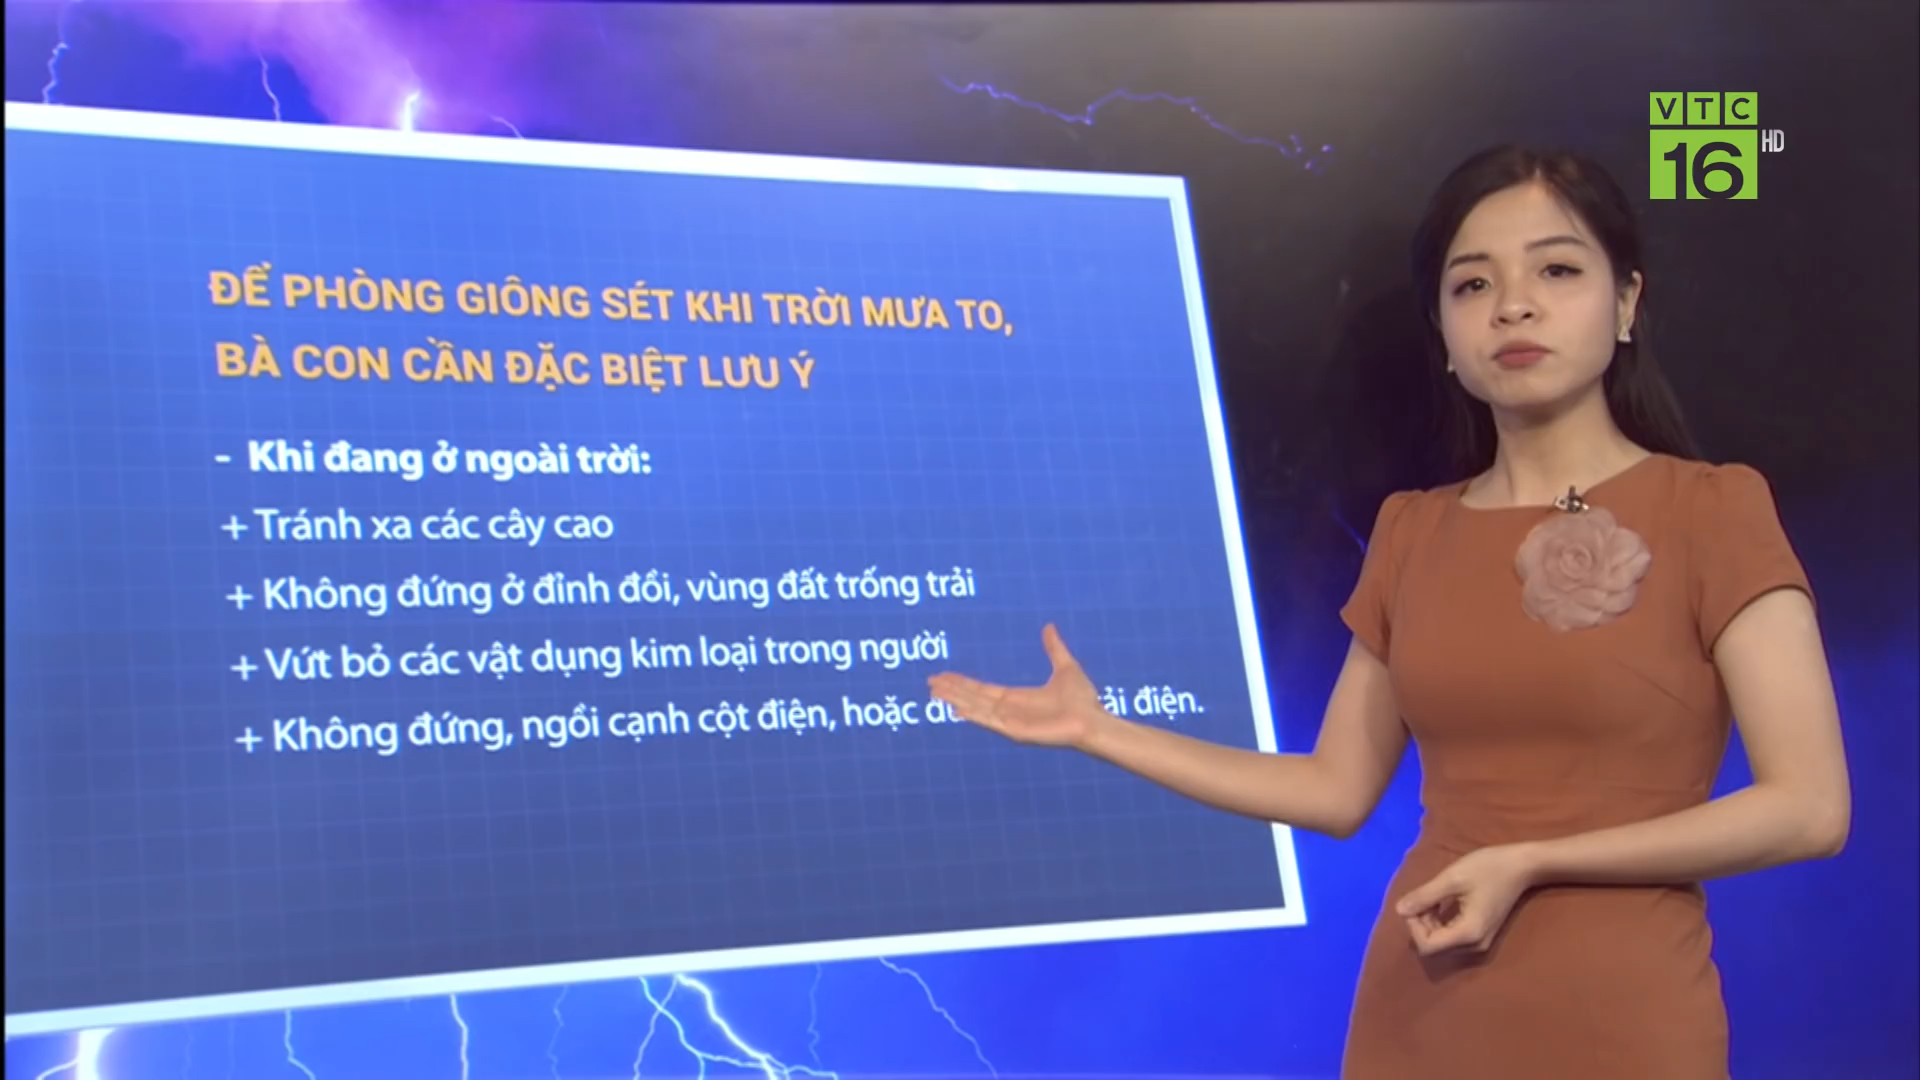 VTC
16 HD
ĐỂ PHÒNG GIÔNG SÉT KHI TRỜI MƯA TO,
BÀ CON CẦN ĐẶC BIỆT LƯU Ý
- Khi đang ở ngoài trời:
+ Tránh xa các cây cao
+ Không đứng ở đỉnh đồi, vùng đất trống trải
+ Vứt bỏ các vật dụng kim loại trong người
+ Không đứng, ngồi cạnh cột điện, hoặc điện.